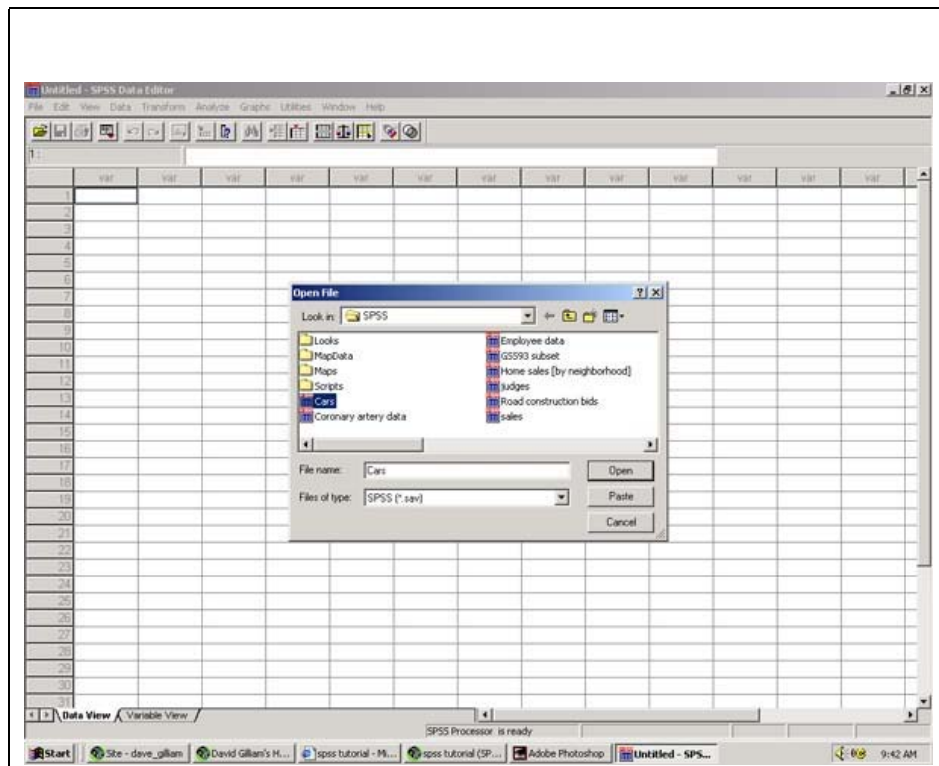 Untitled - SPSS Data Editor
File Edit View Data Transform Analyze Graphs Utilities Window Help
1 :
var var var var var var var var var var var var var
1
2
3
4
5
6
7
8
9
10
11
12
13
14
15
16
17
18
19
20
21
22
23
24
25
26
27
28
29
30
31
Open File
Look in: SPSS
Looks
MapData
Maps
Scripts
Cars
Coronary artery data
Employee data
GSS93 subset
Home sales [by neighborhood]
judges
Road construction bids
sales
File name: Cars Open
Files of type: SPSS (*.sav) Paste
Cancel
Data View Variable View
SPSS Processor is ready
Start Site - dave_gilliam David Gilliam's H... spss tutorial - Mi... spss tutorial (SP... Adobe Photoshop Untitled - SPS... 9:42 AM